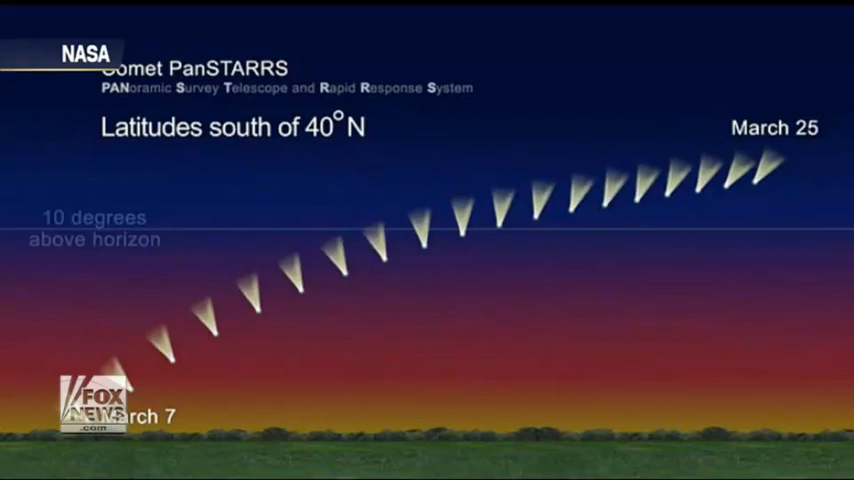 NASA
Comet PanSTARRS
PANoramic Survey Telescope and Rapid Response System
Latitudes south of 40°N
March 25
10 degrees
above horizon
March 7
FOX
NEWS
.com